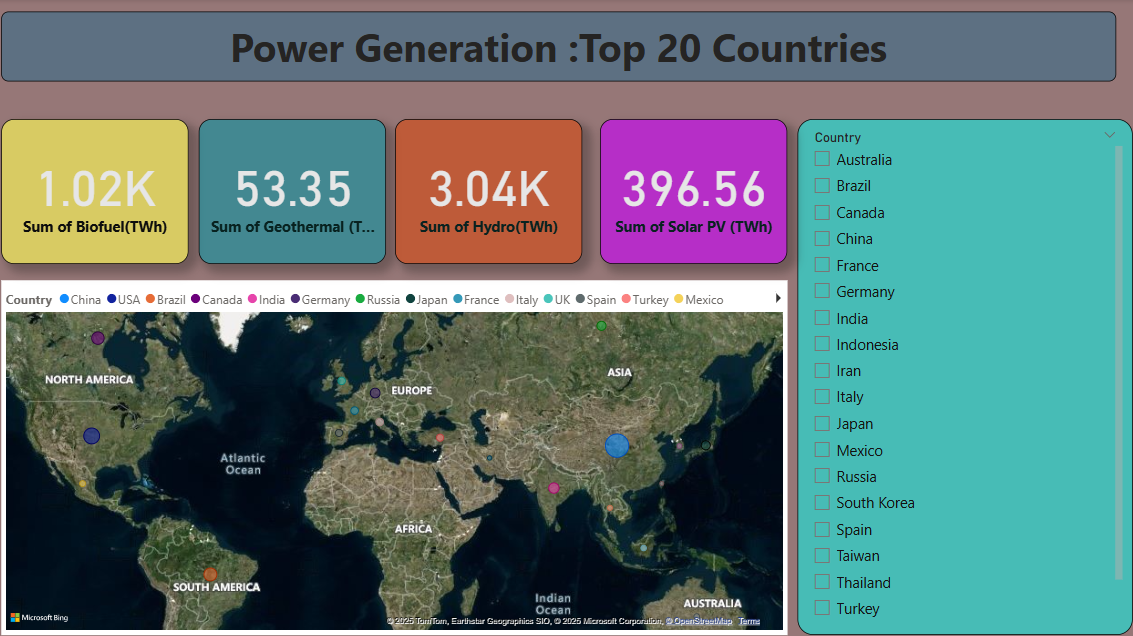 Power Generation :Top 20 Countries
1.02K
Sum of Biofuel(TWh)
53.35
Sum of Geothermal (T...
3.04K
Sum of Hydro(TWh)
396.56
Sum of Solar PV (TWh)
Country
Australia
Brazil
Canada
China
France
Germany
India
Indonesia
Iran
Italy
Japan
Mexico
Russia
South Korea
Spain
Taiwan
Thailand
Turkey
Country China USA Brazil Canada India Germany Russia Japan France Italy UK Spain Turkey Mexico
NORTH AMERICA
EUROPE
ASIA
Atlantic
Ocean
AFRICA
SOUTH AMERICA
Indian
Ocean
AUSTRALIA
Microsoft Bing
© 2025 TomTom, Earthstar Geographics SIO, © 2025 Microsoft Corporation, © OpenStreetMap Terms